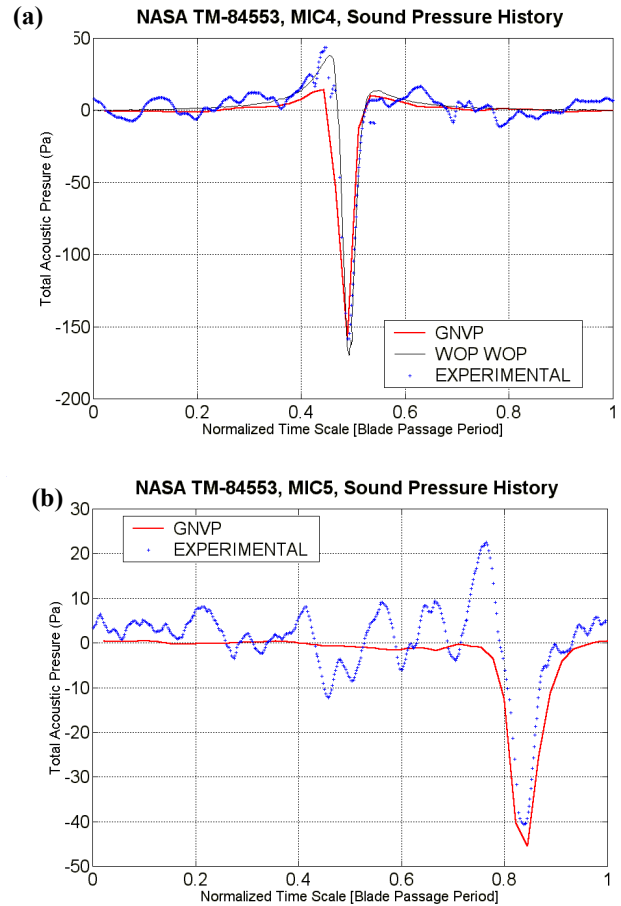 (a)
NASA TM-84553, MIC4, Sound Pressure History
50
0
-50
-100
-150
-200
Total Acoustic Presure (Pa)
GNVP
WOP WOP
EXPERIMENTAL
0 0.2 0.4 0.6 0.8 1
Normalized Time Scale [Blade Passage Period]
(b)
NASA TM-84553, MIC5, Sound Pressure History
30
20
10
0
-10
-20
-30
-40
-50
Total Acoustic Presure (Pa)
GNVP
EXPERIMENTAL
0 0.2 0.4 0.6 0.8 1
Normalized Time Scale [Blade Passage Period]